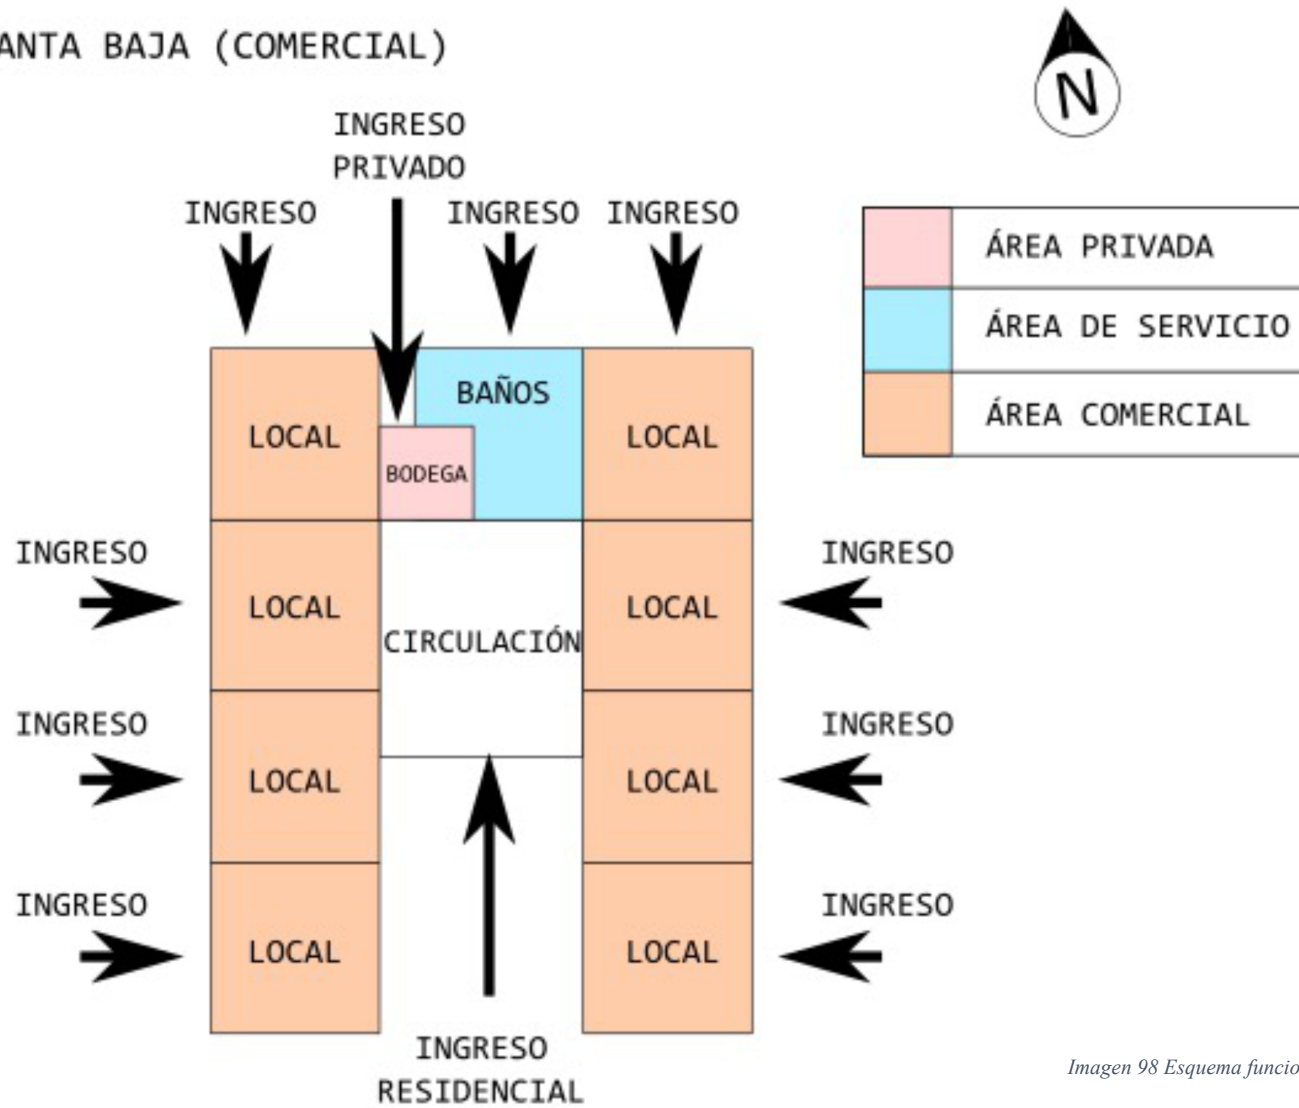 ANTA BAJA (COMERCIAL)
N
INGRESO
PRIVADO
INGRESO
INGRESO
INGRESO
ÁREA PRIVADA
ÁREA DE SERVICIO
ÁREA COMERCIAL
BAÑOS
LOCAL
BODEGA
LOCAL
INGRESO
LOCAL
CIRCULACIÓN
LOCAL
INGRESO
INGRESO
LOCAL
LOCAL
INGRESO
INGRESO
LOCAL
LOCAL
INGRESO
INGRESO
RESIDENCIAL
Imagen 98 Esquema funcio